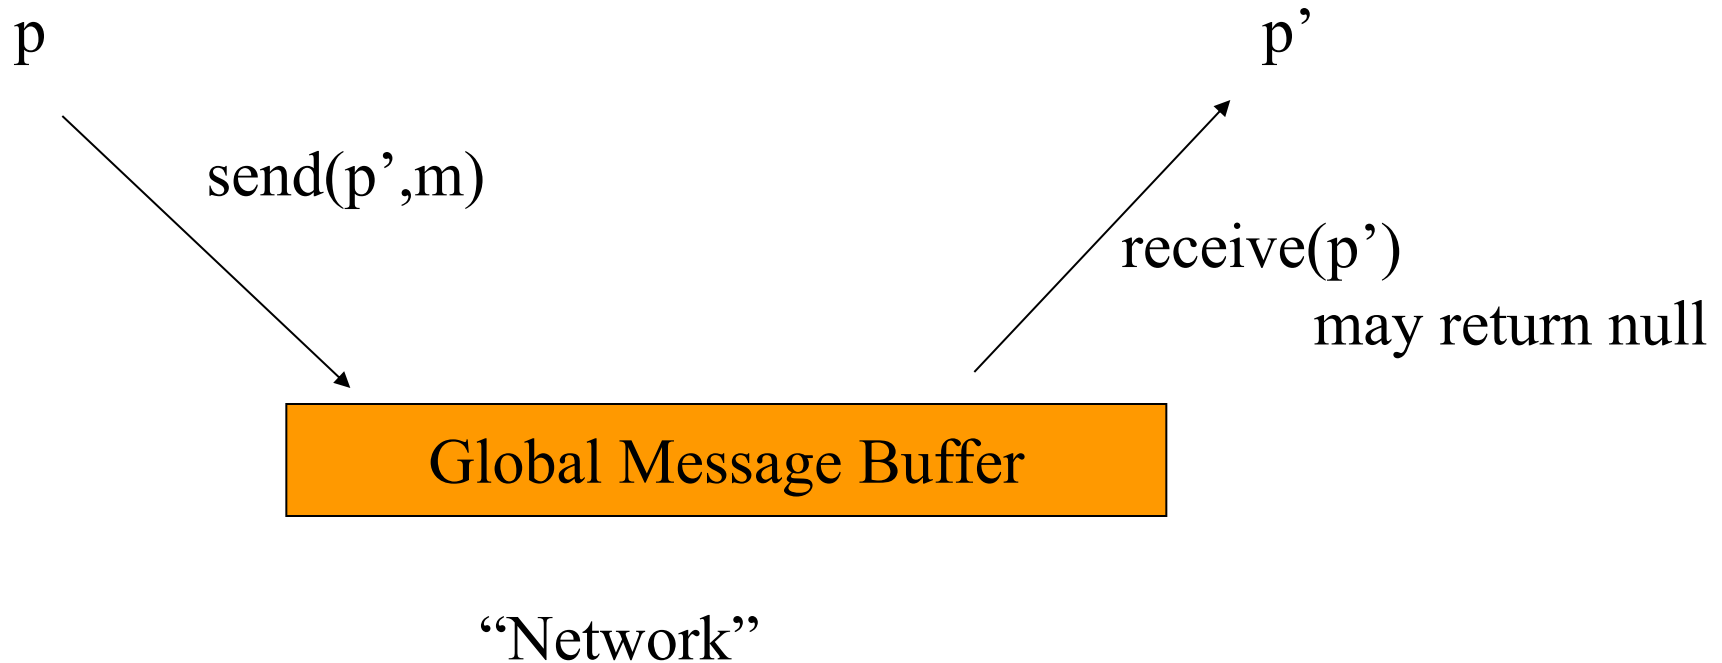 p
p’
send(p’,m)
receive(p’)
may return null
Global Message Buffer
“Network”